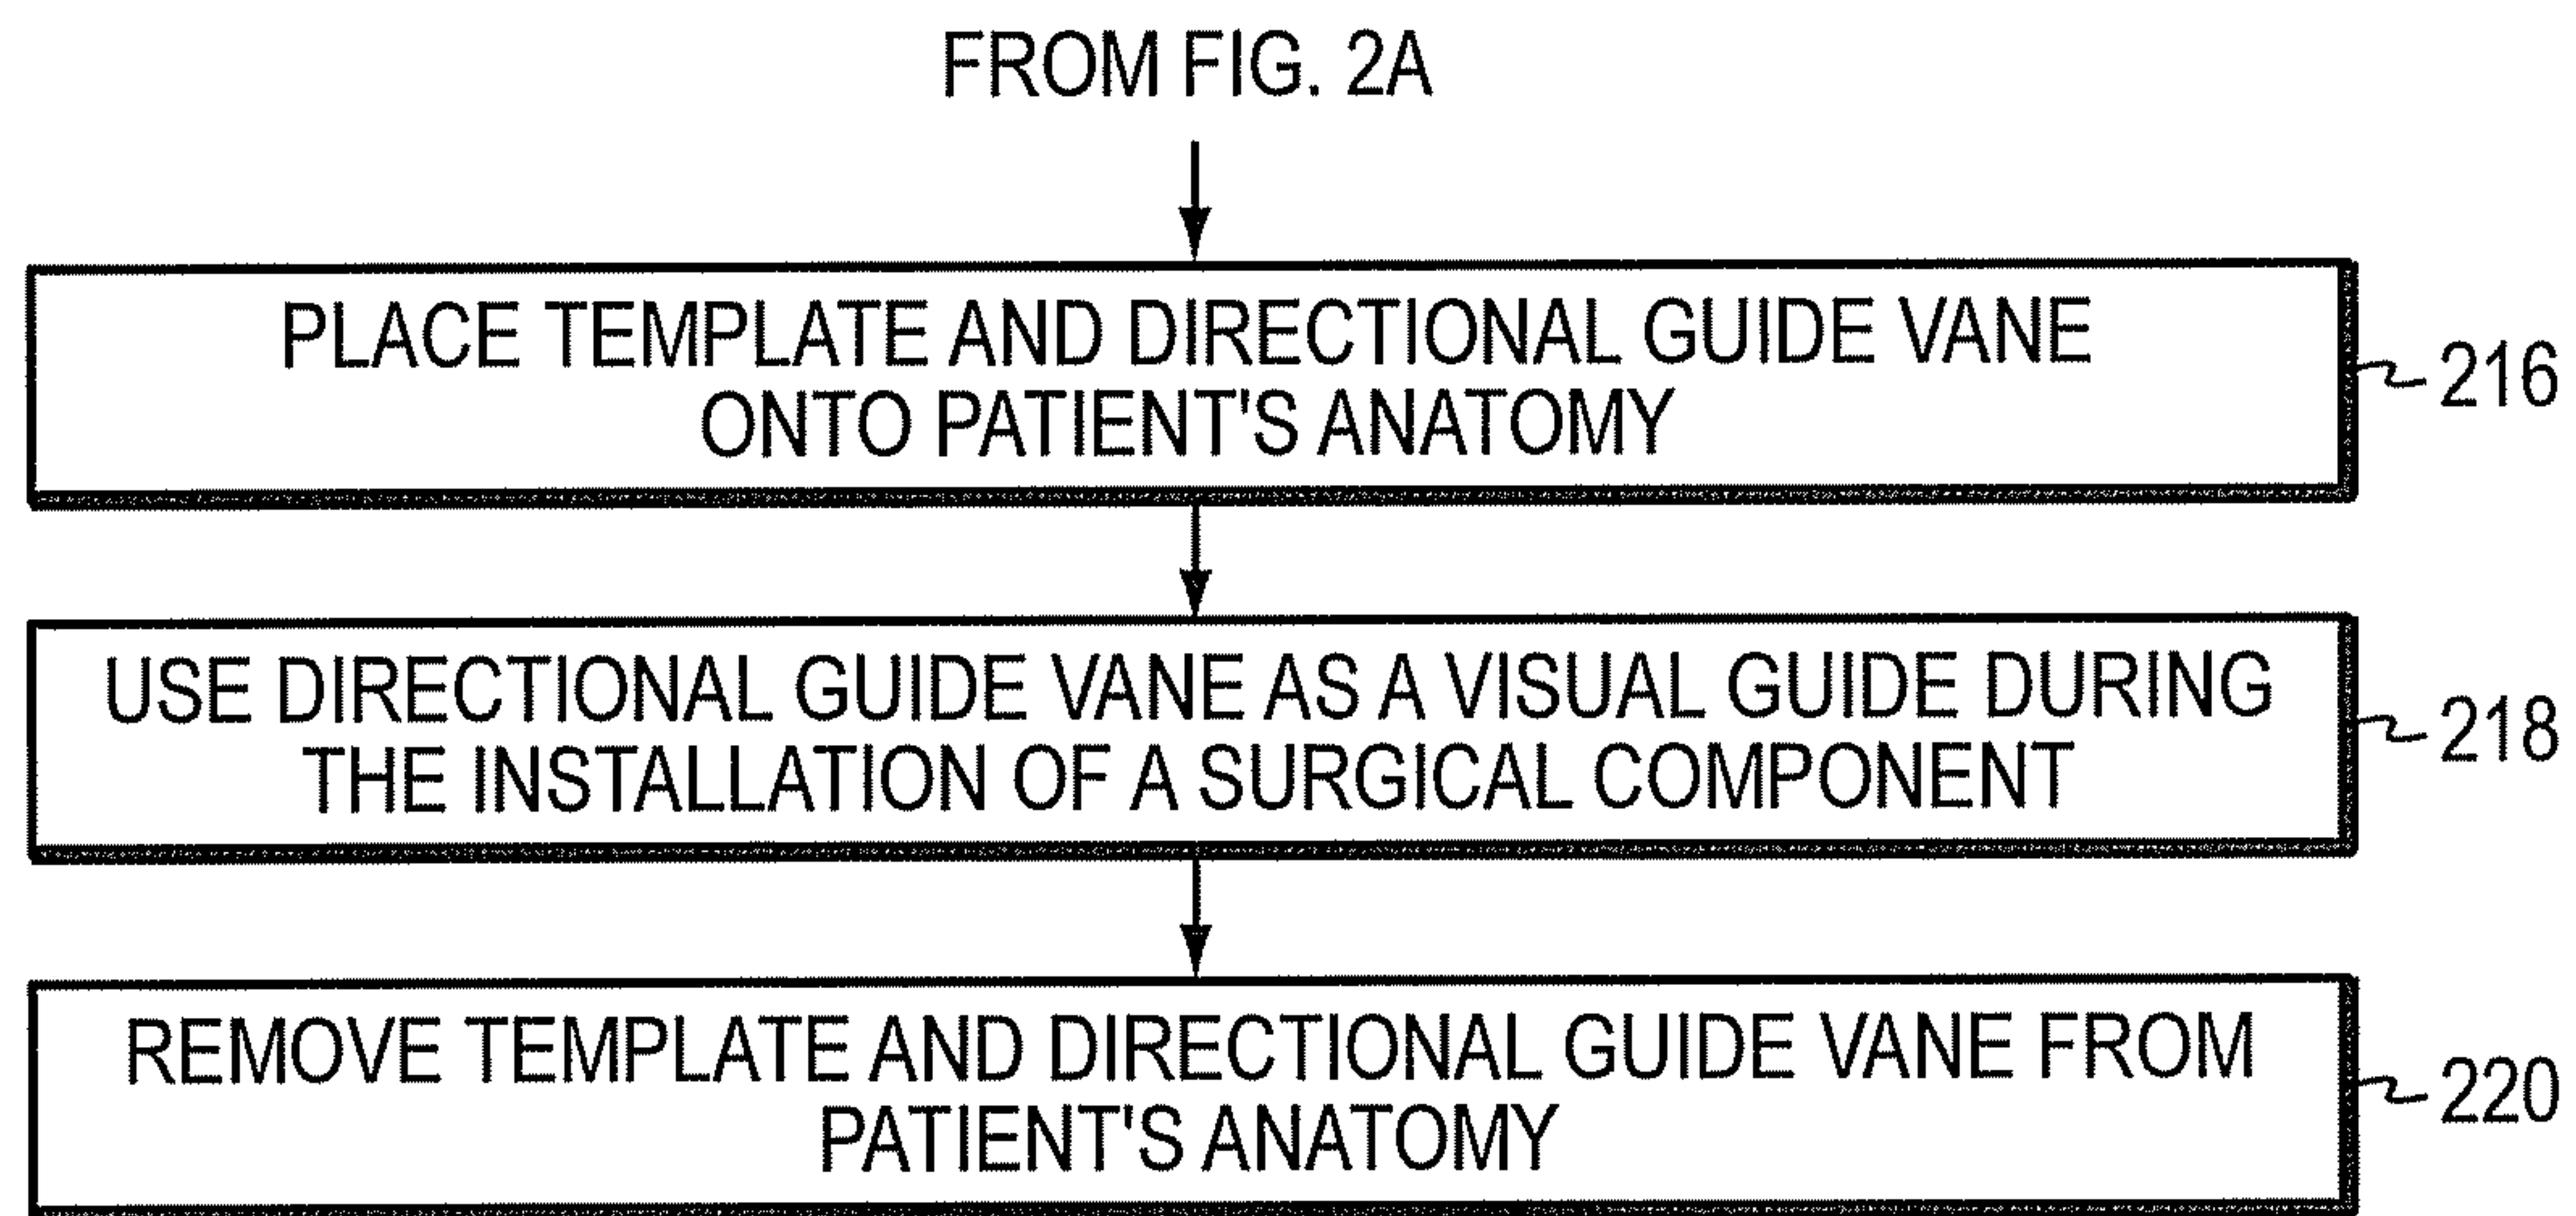 FROM FIG. 2A
PLACE TEMPLATE AND DIRECTIONAL GUIDE VANE
ONTO PATIENT'S ANATOMY
216
USE DIRECTIONAL GUIDE VANE AS A VISUAL GUIDE DURING
THE INSTALLATION OF A SURGICAL COMPONENT
218
REMOVE TEMPLATE AND DIRECTIONAL GUIDE VANE FROM
PATIENT'S ANATOMY
220